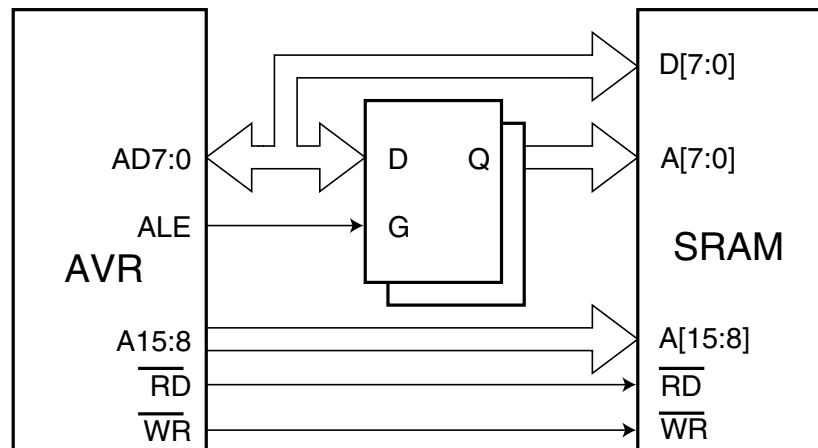 D[7:0]
AD7:0
D
Q
A[7:0]
ALE
G
AVR
SRAM
A15:8
A[15:8]
RD
RD
WR
WR